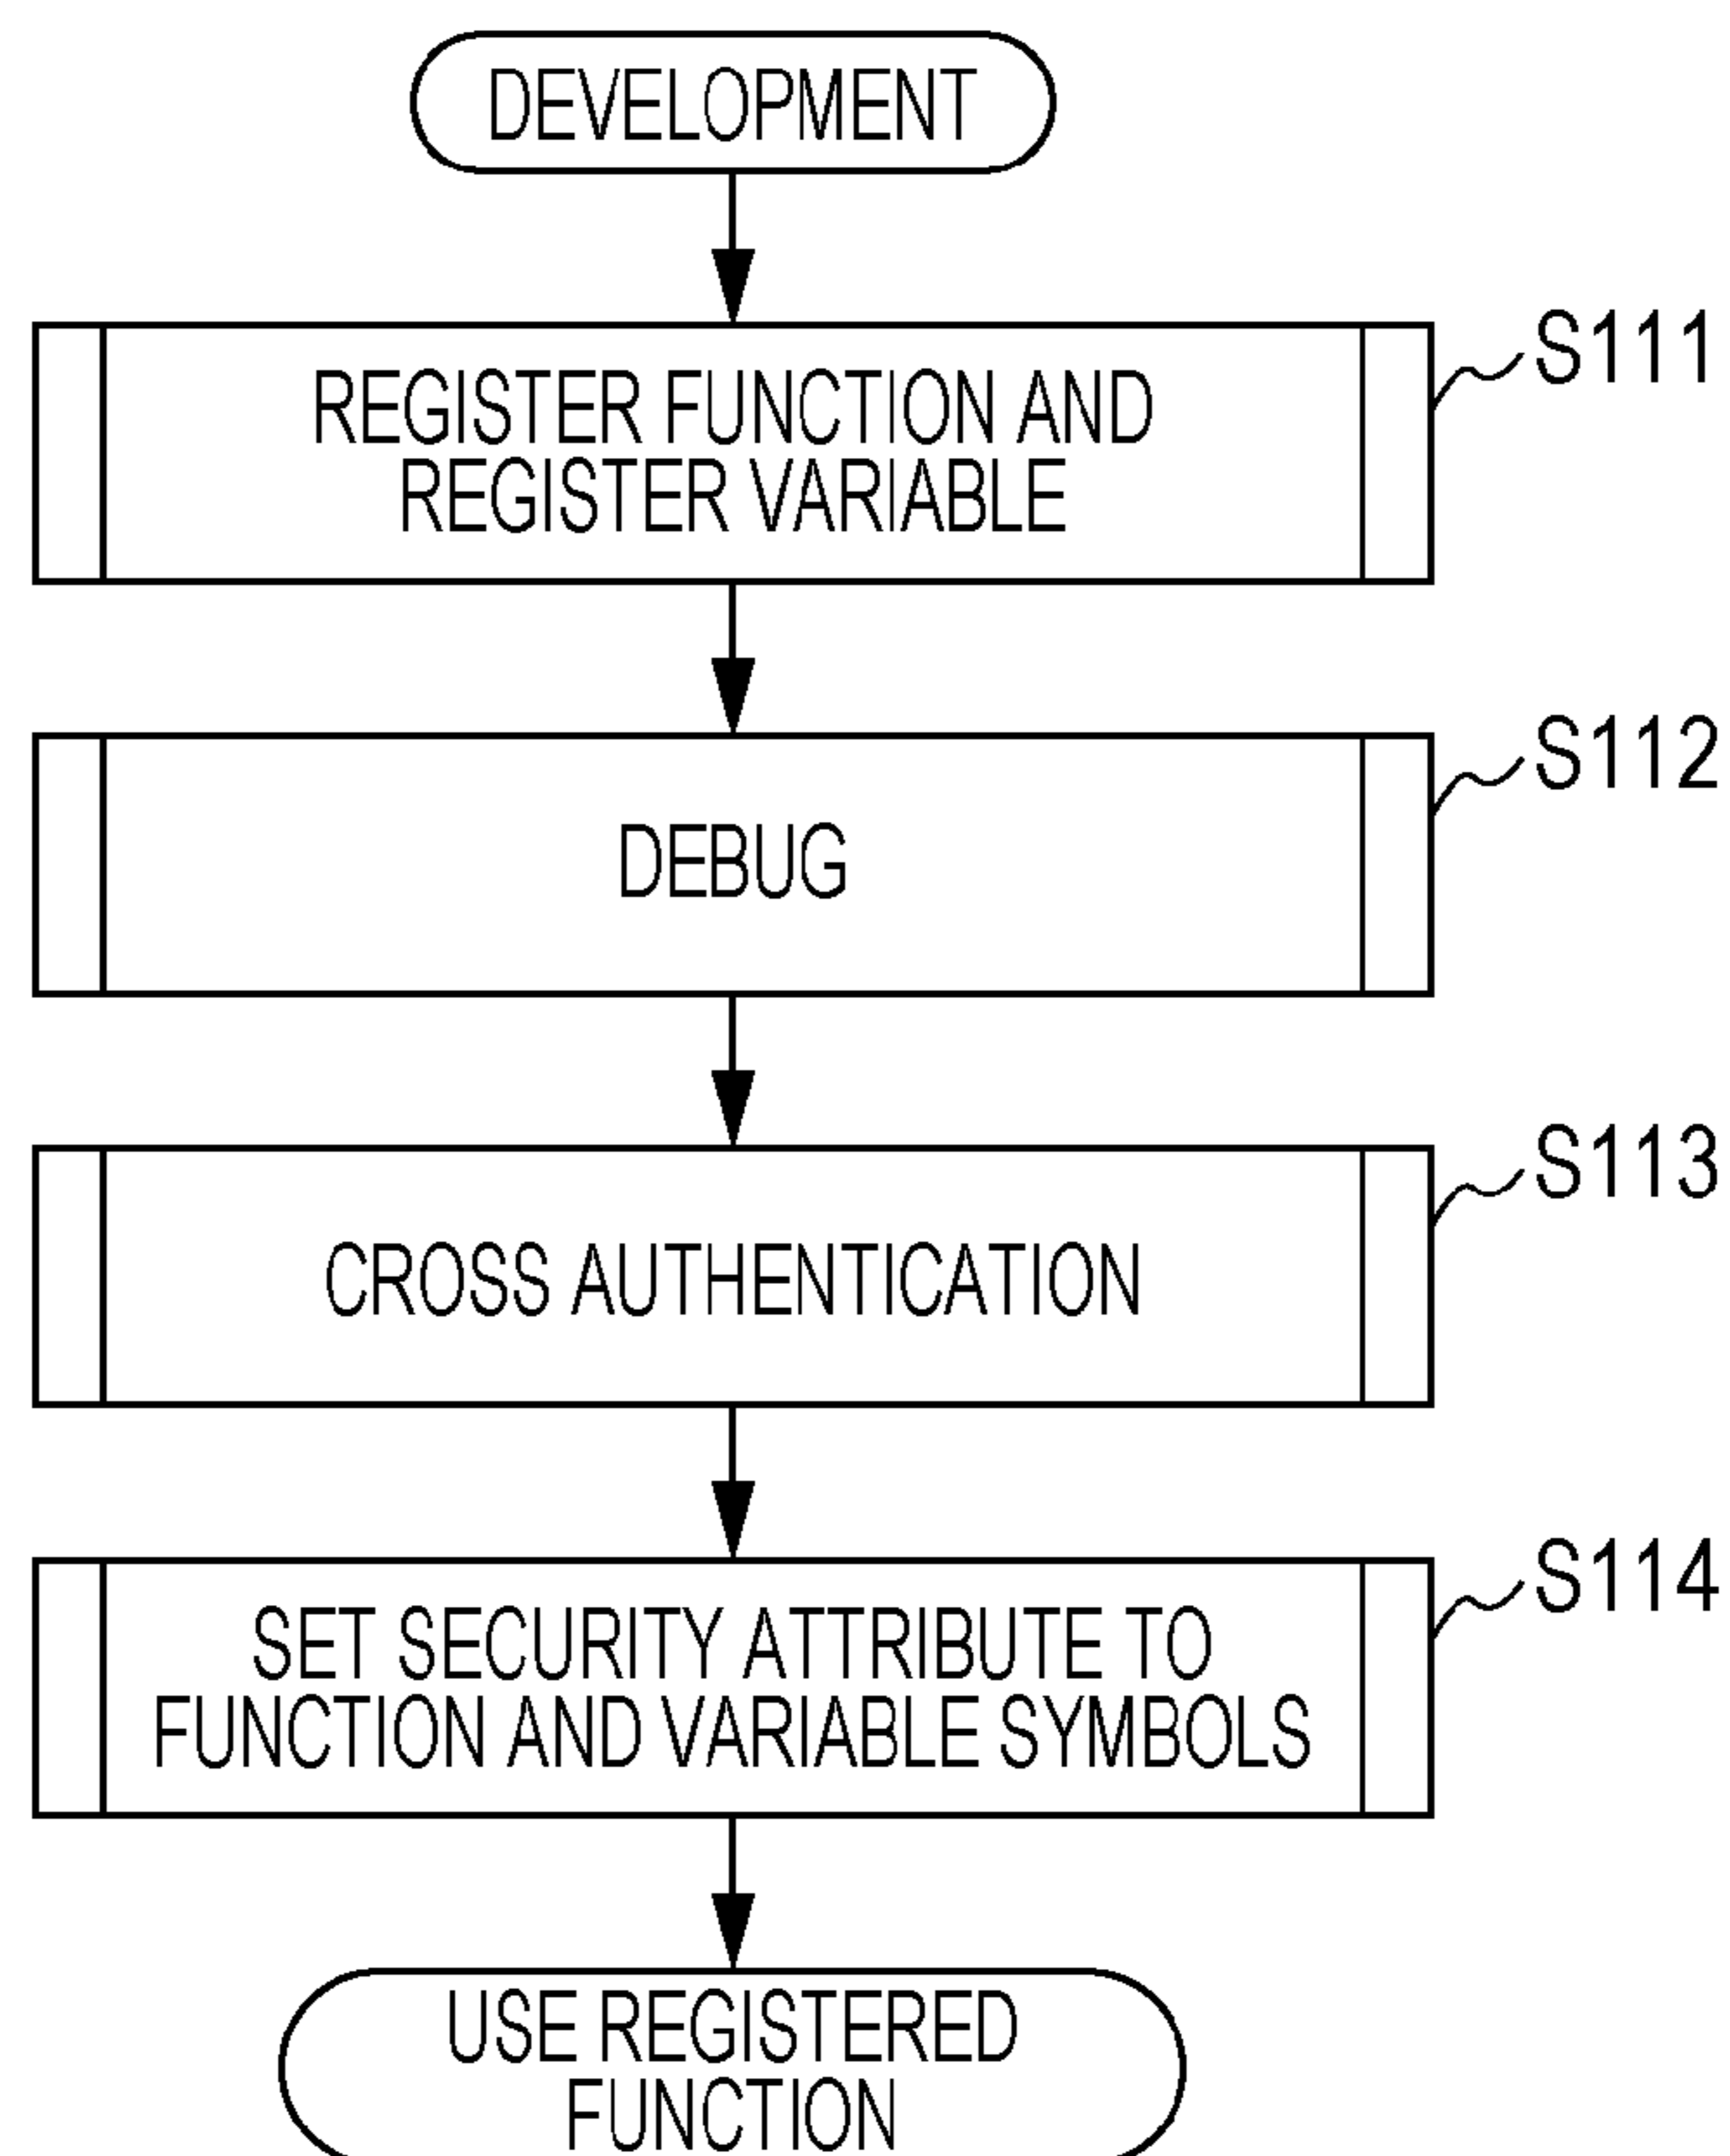 DEVELOPMENT
REGISTER FUNCTION AND
REGISTER VARIABLE
S111
DEBUG
S112
CROSS AUTHENTICATION
S113
SET SECURITY ATTRIBUTE TO
FUNCTION AND VARIABLE SYMBOLS
S114
USE REGISTERED
FUNCTION